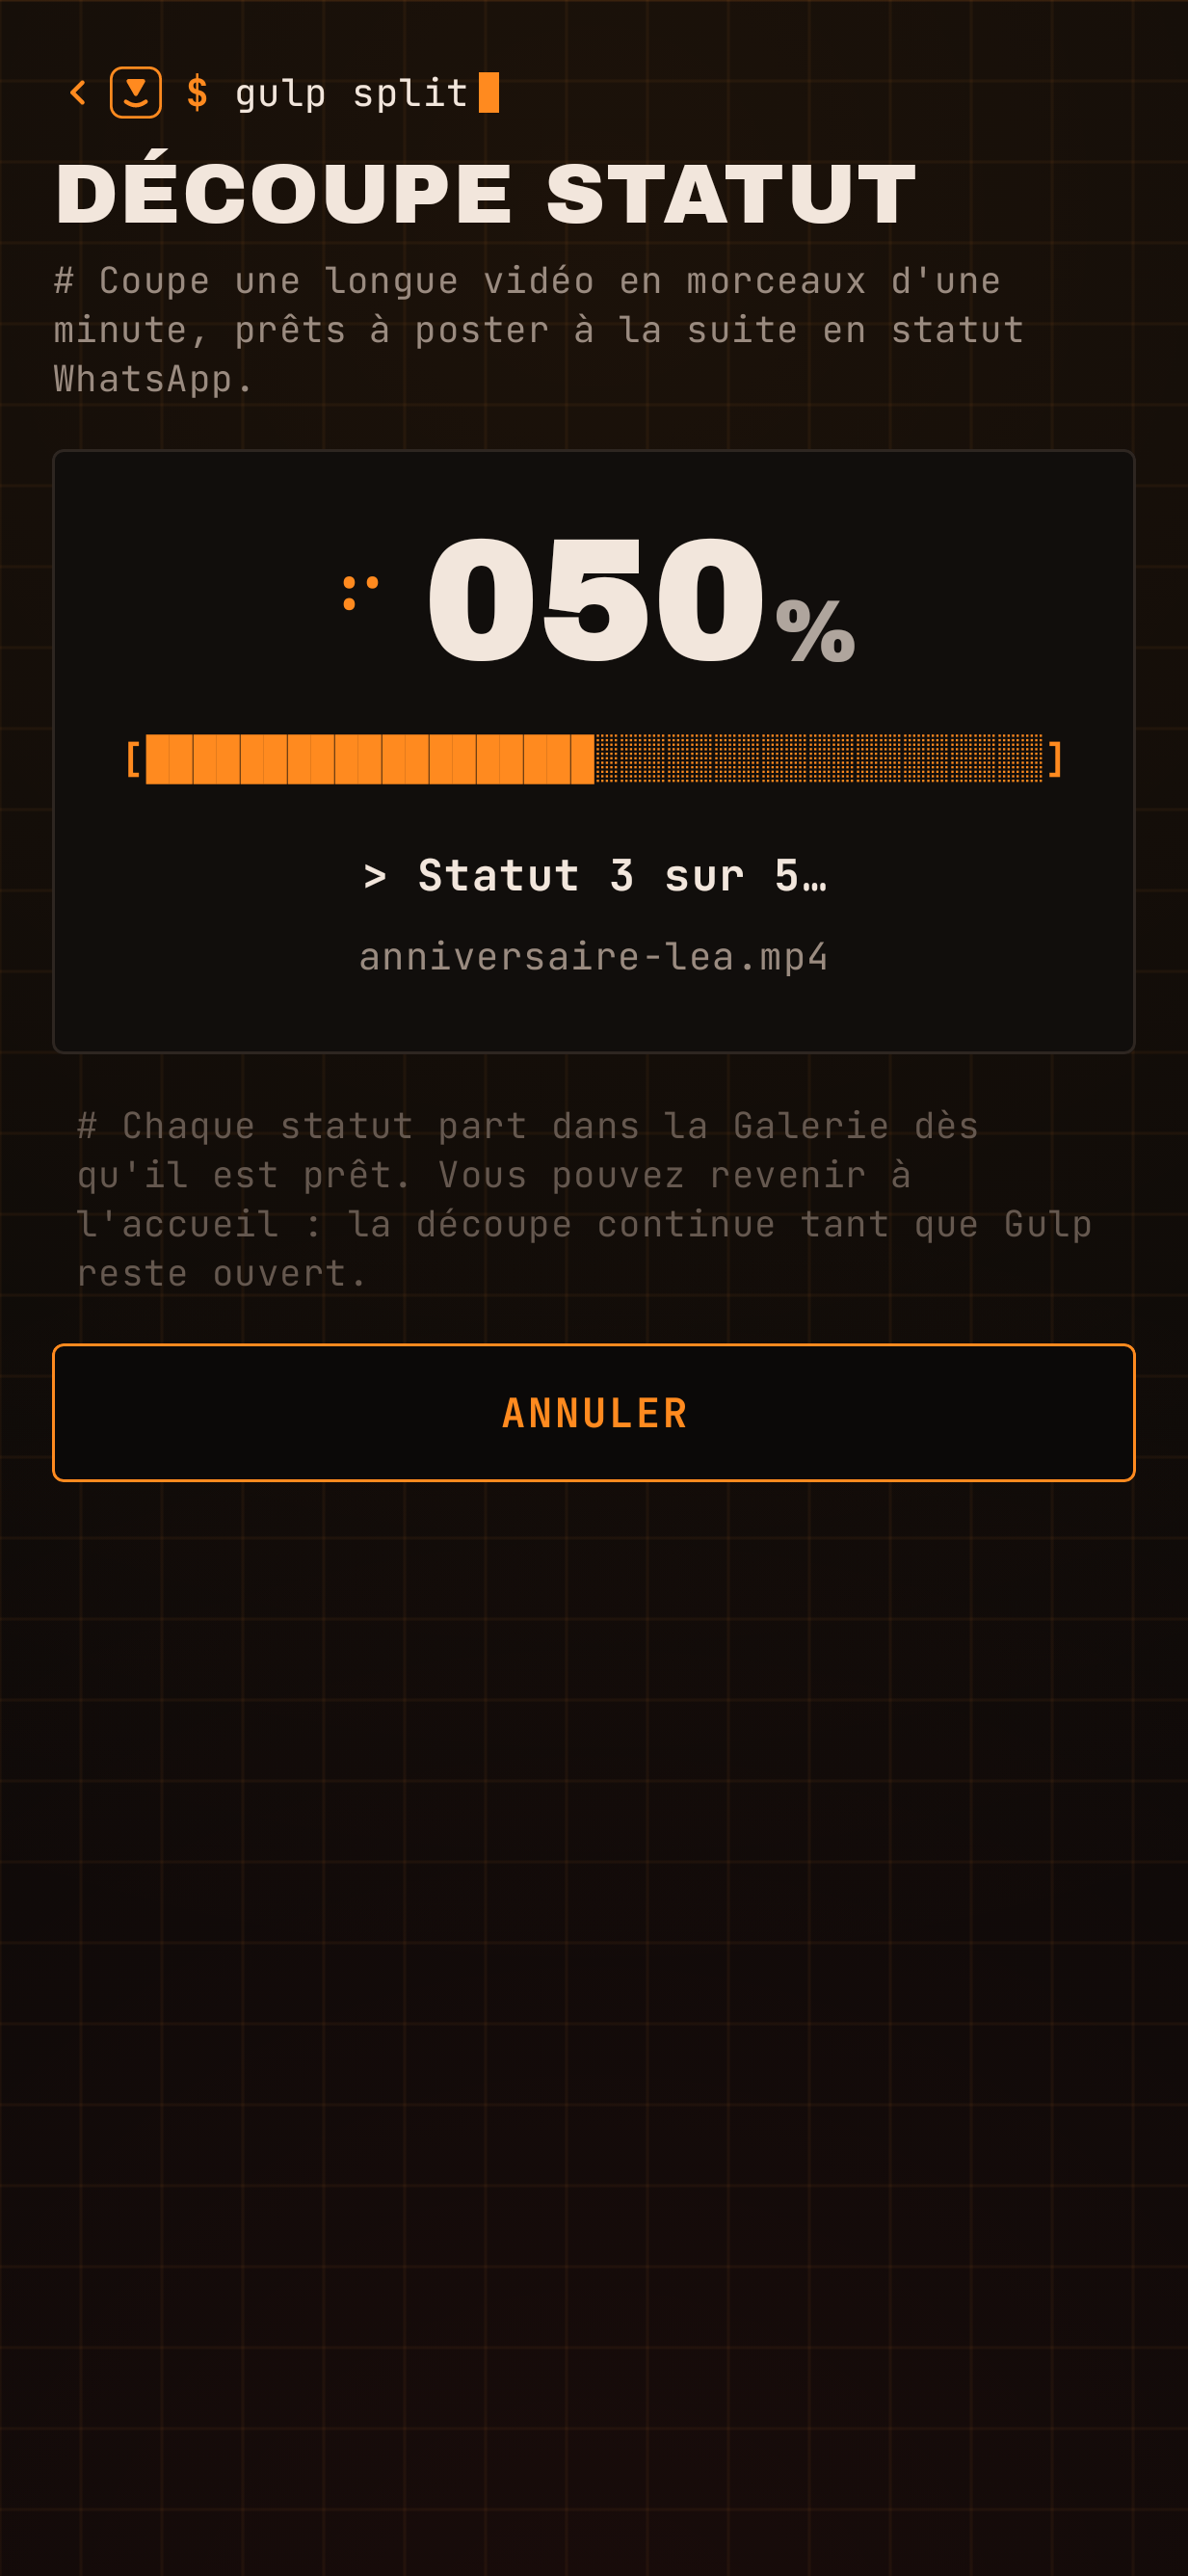 $ gulp split
DÉCOUPE STATUT
# Coupe une longue vidéo en morceaux d'une
minute, prêts à poster à la suite en statut
WhatsApp.
050%
[████████████████████░░░░░░░░░░░░░░░░░░░░]
> Statut 3 sur 5…
anniversaire-lea.mp4
# Chaque statut part dans la Galerie dès
qu'il est prêt. Vous pouvez revenir à
l'accueil : la découpe continue tant que Gulp
reste ouvert.
ANNULER